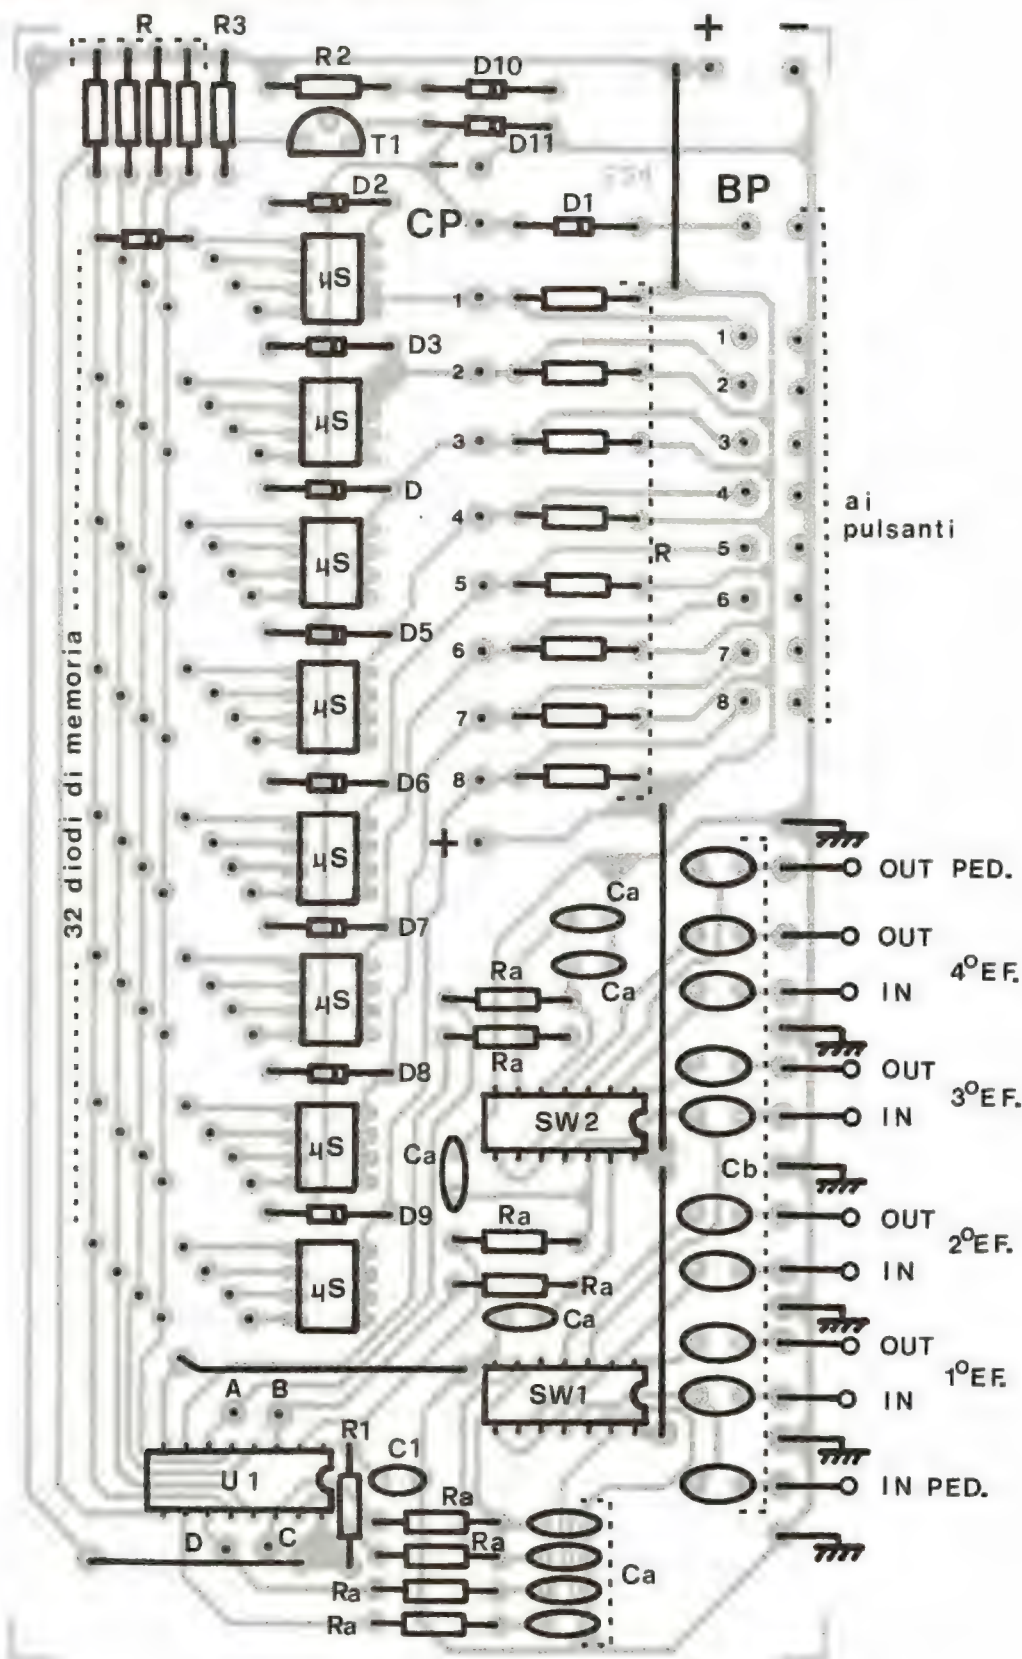 R R3
+ -
R2
D10
T1
D11
-
D2
BP
CP
D1
µS
1
1
D3
2
2
µS
3
3
D
4
4
ai
pulsanti
µS
R
5
5
6
D5
6
7
µS
7
8
D6
8
32 diodi di memoria
+
µS
Ca
OUT PED.
D7
OUT
4°EF.
Ra
Ca
IN
µS
Ra
D8
OUT
3°EF.
SW2
IN
Ca
µS
Cb
D9
Ra
OUT
2°EF.
Ra
IN
µS
Ca
OUT
1°EF.
A B
SW1
IN
R1
C1
U1
Ra
IN PED.
D C
Ra
Ca
Ra
Ra